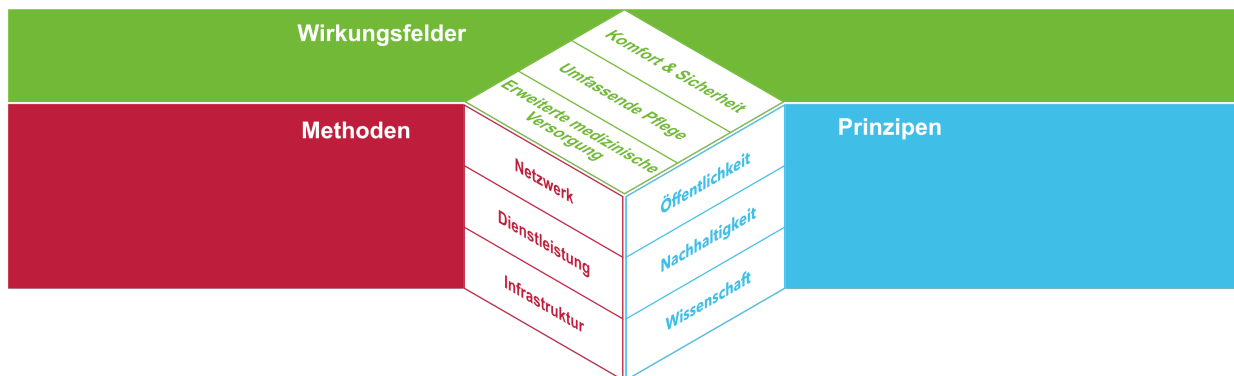 Wirkungsfelder
Komfort & Sicherheit
Umfassende Pflege
Erweiterte medizinische
Versorgung
Methoden
Netzwerk
Dienstleistung
Infrastruktur
Prinzipen
Öffentlichkeit
Nachhaltigkeit
Wissenschaft